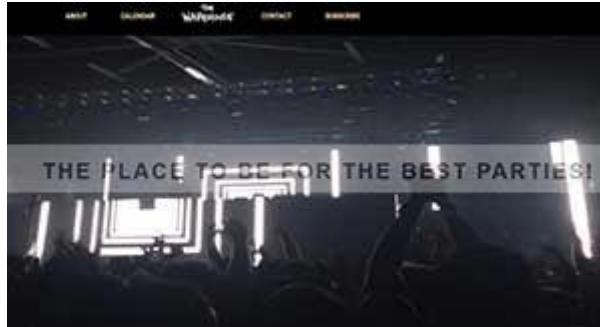 ABOUT
CALENDAR
THE
WAREHOUSE
CONTACT
SUBSCRIBE
THE PLACE TO BE FOR THE BEST PARTIES!